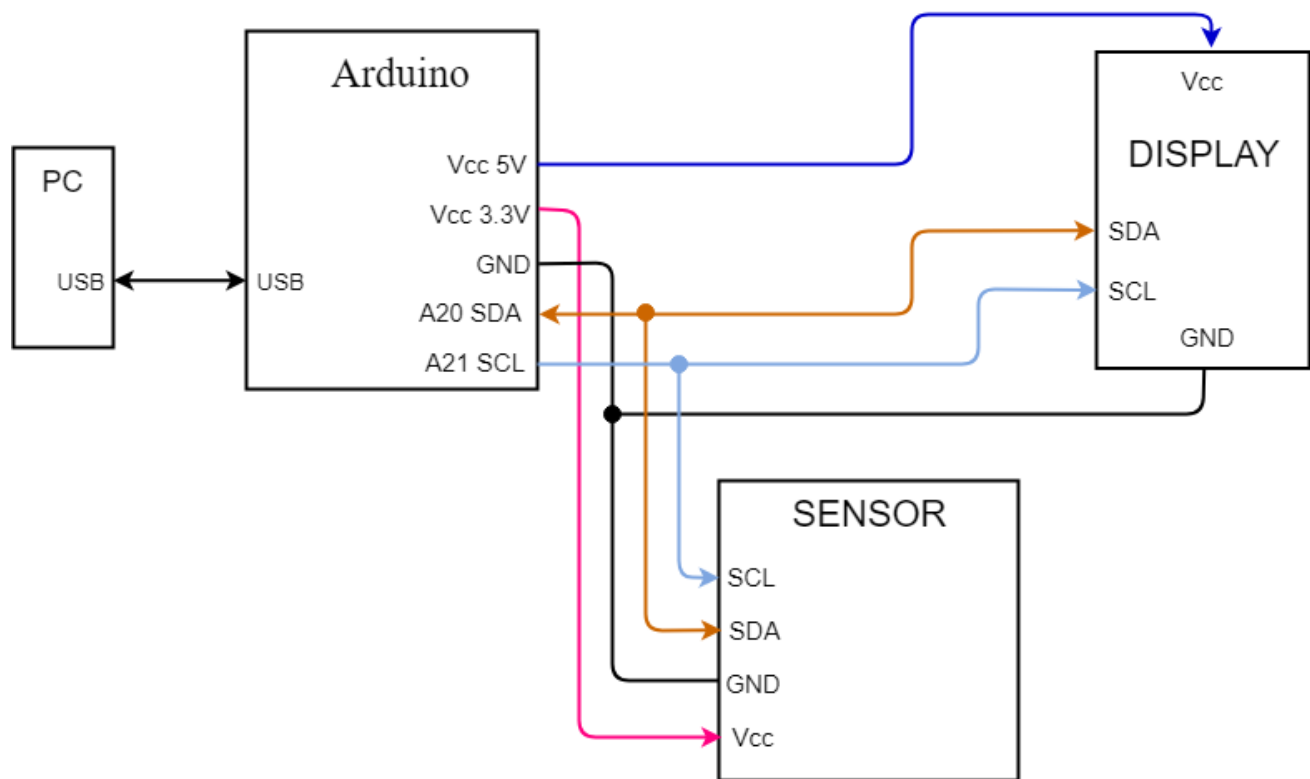 Arduino
Vcc 5V
Vcc 3.3V
GND
A20 SDA
A21 SCL
USB
PC
USB
Vcc
DISPLAY
SDA
SCL
GND
SENSOR
SCL
SDA
GND
Vcc